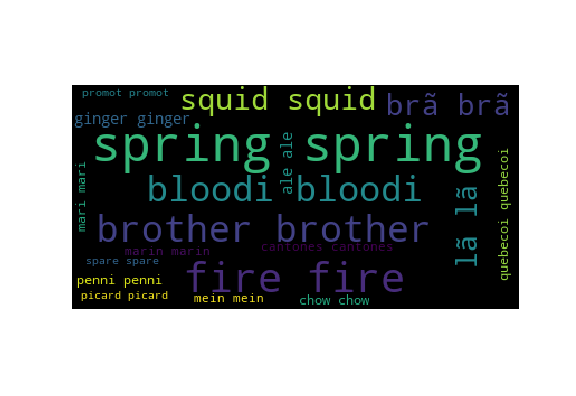 promot promot
squid squid
brã brã
ginger ginger
spring spring
ale ale
bloodi bloodi
mari mari
lã lã
quebecoi quebecoi
brother brother
cantones cantones
marin marin
spare spare
fire fire
penni penni
picard picard
mein mein
chow chow